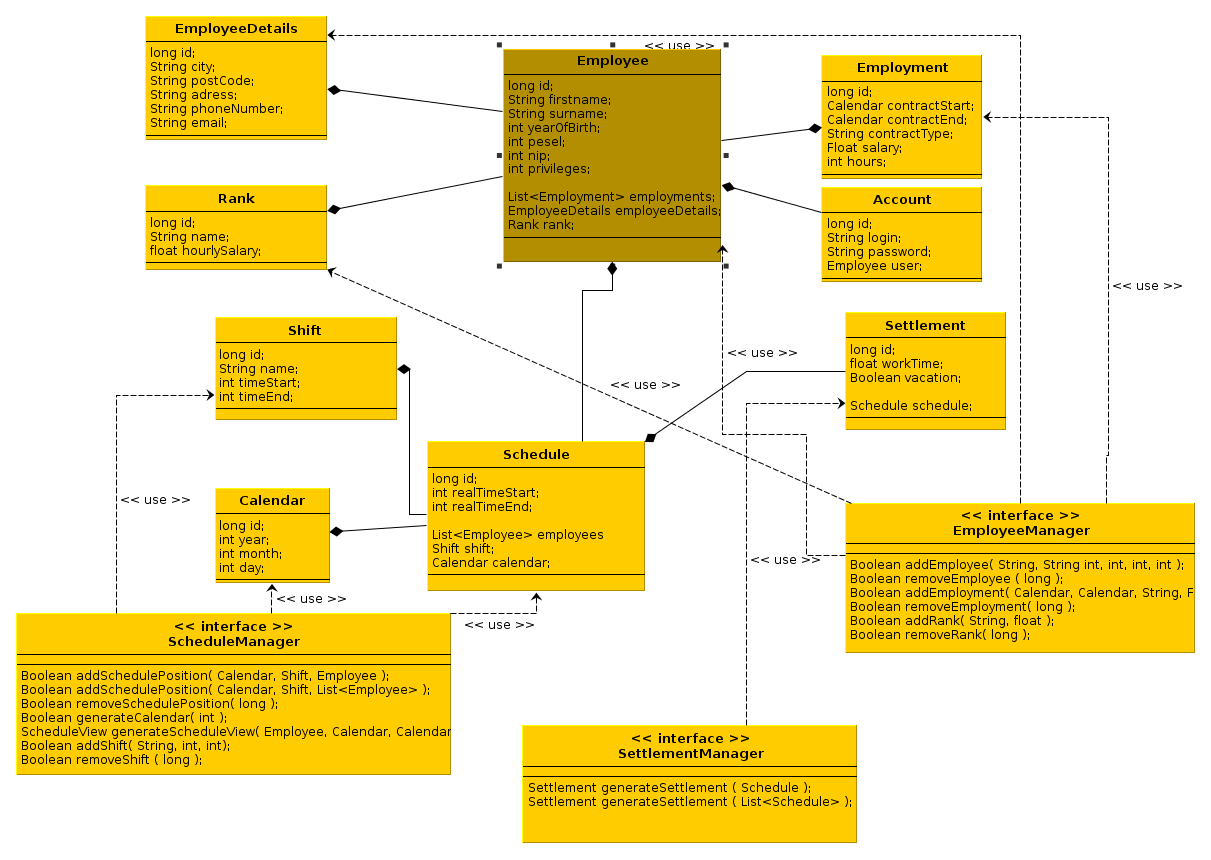 EmployeeDetails
long id;
String city;
String postCode;
String adress;
String phoneNumber;
String email;
<< use >>
Employee
long id;
String firstname;
String surname;
int yearOfBirth;
int pesel;
int nip;
int privileges;
List<Employment> employments;
EmployeeDetails employeeDetails;
Rank rank;
Employment
long id;
Calendar contractStart;
Calendar contractEnd;
String contractType;
Float salary;
int hours;
Rank
long id;
String name;
float hourlySalary;
Account
long id;
String login;
String password;
Employee user;
<< use >>
Shift
long id;
String name;
int timeStart;
int timeEnd;
<< use >>
<< use >>
Settlement
long id;
float workTime;
Boolean vacation;
Schedule schedule;
Schedule
long id;
int realTimeStart;
int realTimeEnd;
List<Employee> employees
Shift shift;
Calendar calendar;
<< use >>
Calendar
long id;
int year;
int month;
int day;
<< use >>
<< use >>
<< use >>
<< interface >>
EmployeeManager
Boolean addEmployee( String, String int, int, int, int );
Boolean removeEmployee ( long );
Boolean addEmployment( Calendar, Calendar, String, F
Boolean removeEmployment( long );
Boolean addRank( String, float );
Boolean removeRank( long );
<< interface >>
ScheduleManager
Boolean addSchedulePosition( Calendar, Shift, Employee );
Boolean addSchedulePosition( Calendar, Shift, List<Employee> );
Boolean removeSchedulePosition( long );
Boolean generateCalendar( int );
ScheduleView generateScheduleView( Employee, Calendar, Calendar
Boolean addShift( String, int, int);
Boolean removeShift ( long );
<< interface >>
SettlementManager
Settlement generateSettlement ( Schedule );
Settlement generateSettlement ( List<Schedule> );